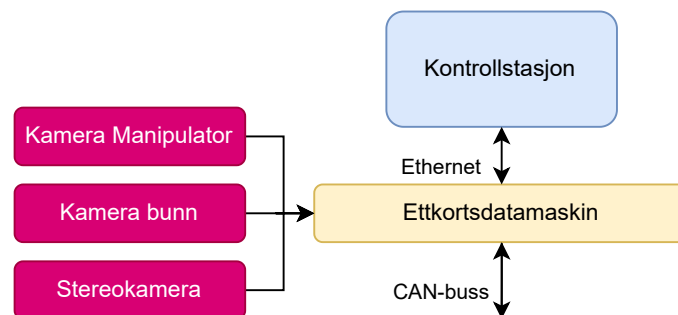 Kontrollstasjon
Kamera Manipulator
Ethernet
Kamera bunn
Ettkortsdatamaskin
Stereokamera
CAN-buss